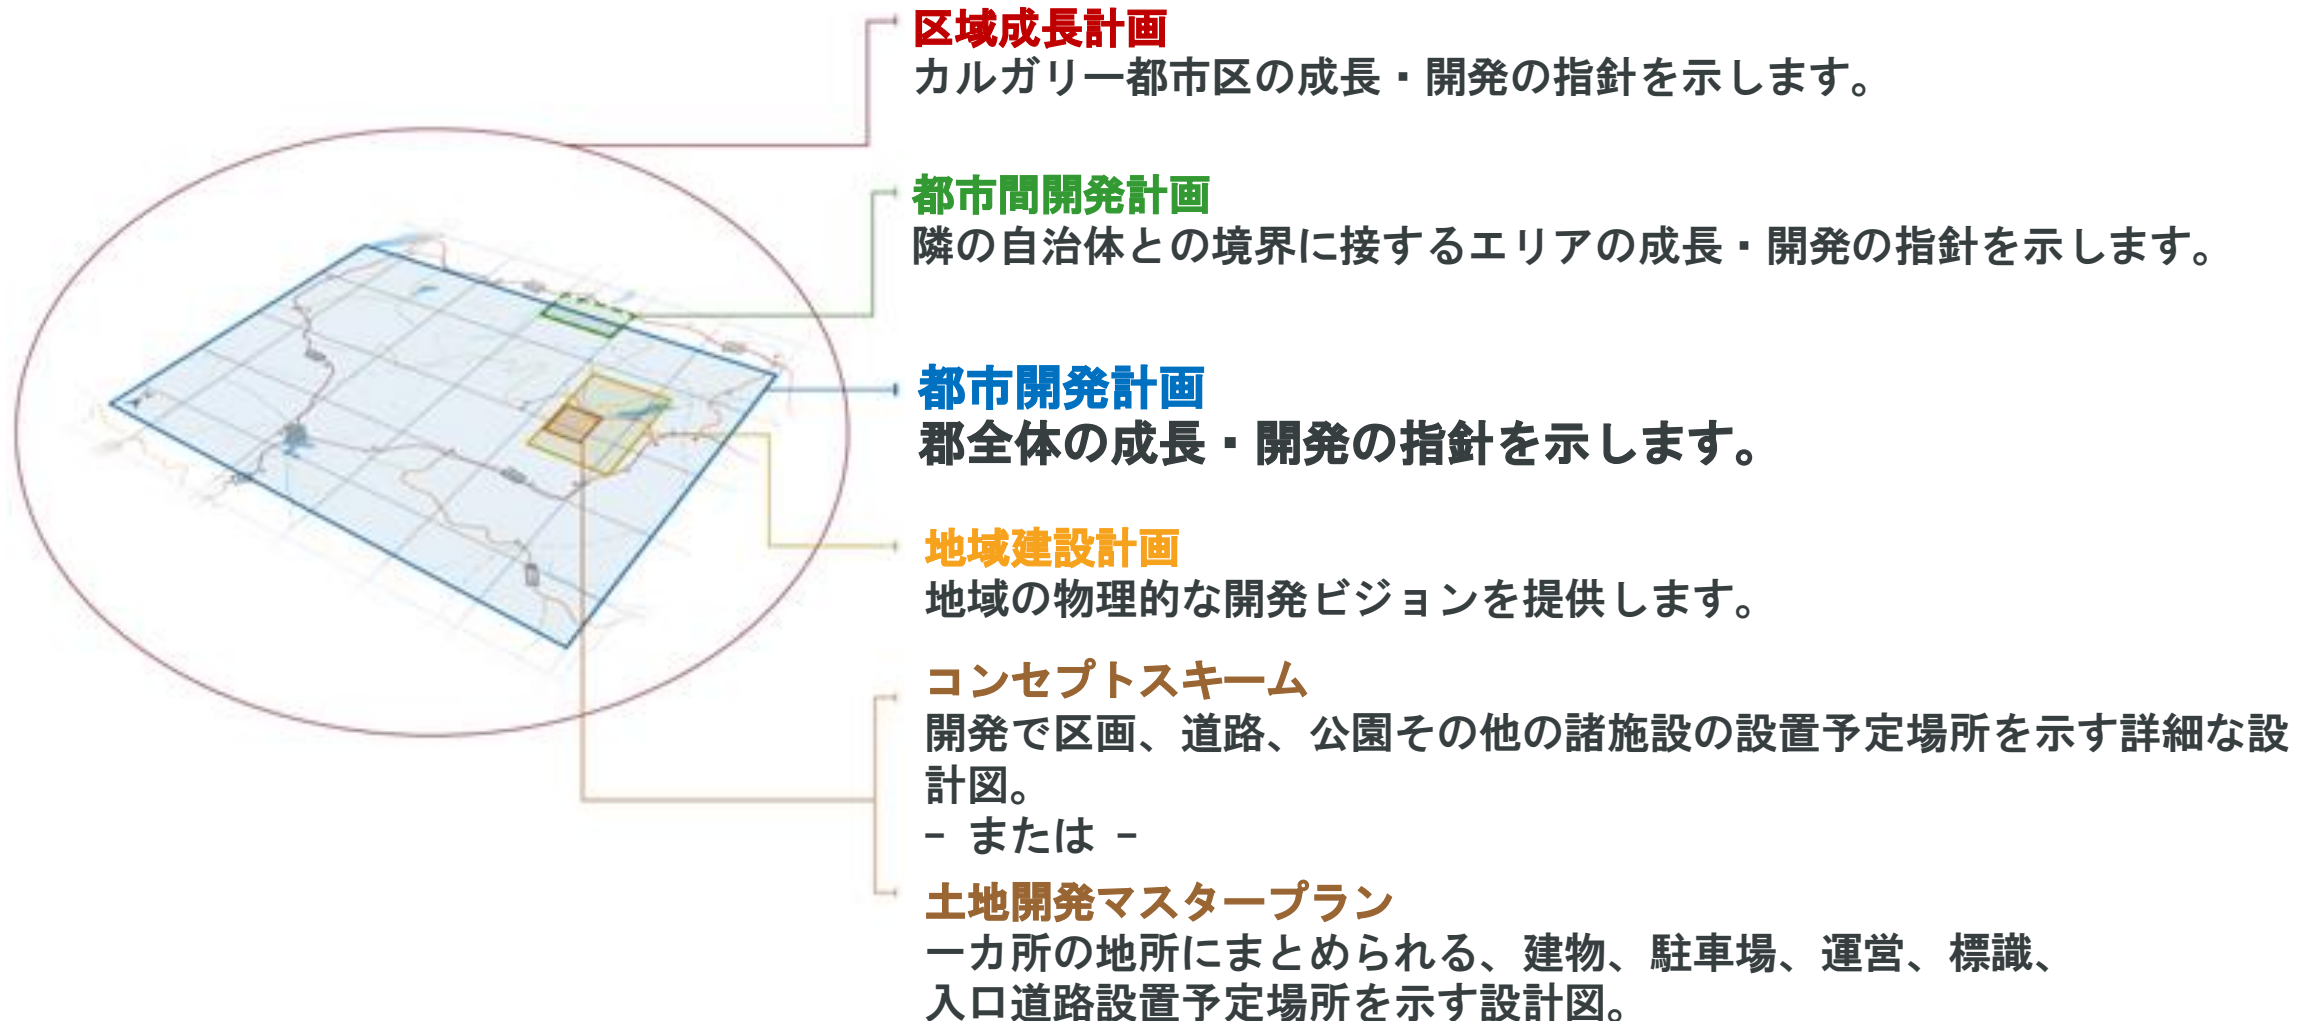 区域成長計画
カルガリー都市区の成長・開発の指針を示します。
都市間開発計画
隣の自治体との境界に接するエリアの成長・開発の指針を示します。
都市開発計画
郡全体の成長・開発の指針を示します。
地域建設計画
地域の物理的な開発ビジョンを提供します。
コンセプトスキーム
開発で区画、道路、公園その他の諸施設の設置予定場所を示す詳細な設
計図。
- または -
土地開発マスタープラン
一カ所の地所にまとめられる、建物、駐車場、運営、標識、
入口道路設置予定場所を示す設計図。